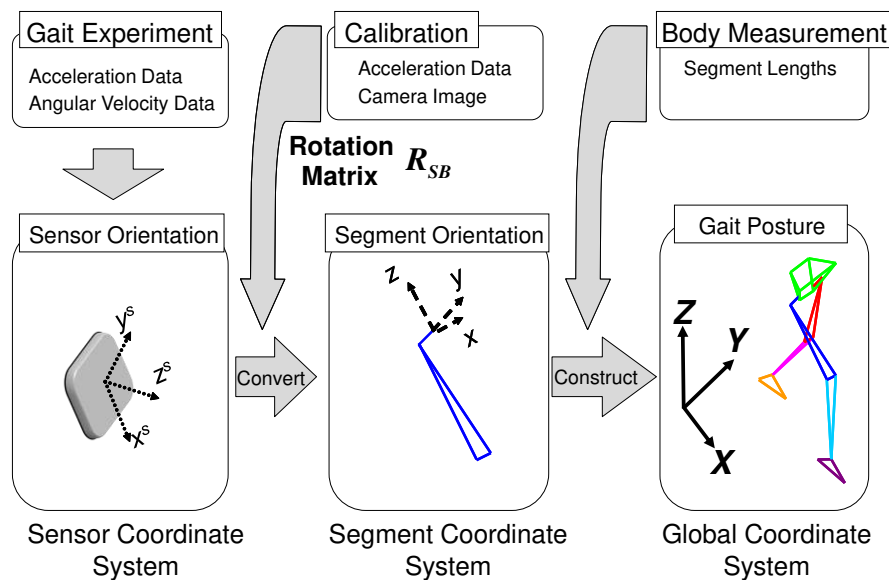 Gait Experiment
Acceleration Data
Angular Velocity Data
Calibration
Acceleration Data
Camera Image
Body Measurement
Segment Lengths
Rotation
Matrix
R_SB
Sensor Orientation
y^s
z^s
x^s
Convert
Segment Orientation
z
y
x
Construct
Gait Posture
Z
Y
X
Sensor Coordinate
System
Segment Coordinate
System
Global Coordinate
System